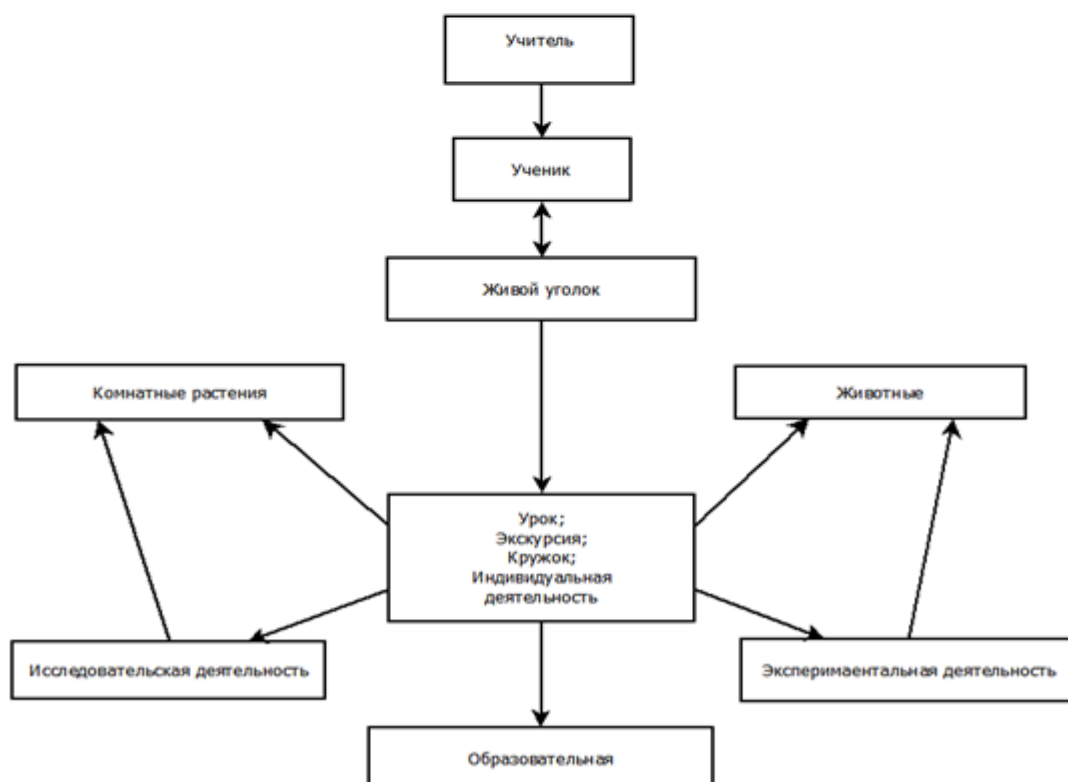 Учитель
Ученик
Живой уголок
Комнатные растения
Животные
Урок;
Экскурсия;
Кружок;
Индивидуальная
деятельность
Исследовательская деятельность
Эксперимаентальная деятельность
Образовательная